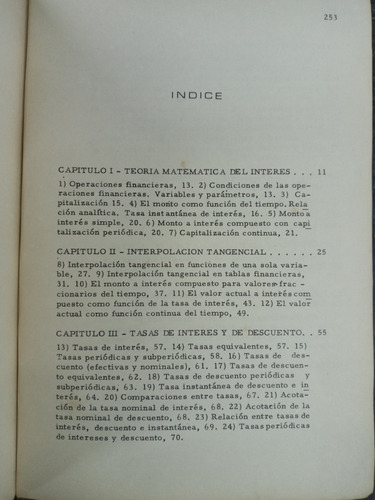 253
INDICE
CAPITULO I - TEORIA MATEMATICA DEL INTERES . . . 11
1) Operaciones financieras, 13. 2) Condiciones de las ope-
raciones financieras. Variables y parámetros, 13. 3) Ca-
pitalización 15. 4) El monto como función del tiempo. Rela
ción analítica. Tasa instantánea de interés, 16. 5) Monto a
interés simple, 20. 6) Monto a interés compuesto con capi
talización periódica, 20. 7) Capitalización continua, 21.
CAPITULO II - INTERPOLACION TANGENCIAL . . . . . . 25
8) Interpolación tangencial en funciones de una sola varia-
ble, 27. 9) Interpolación tangencial en tablas financieras,
31. 10) El monto a interés compuesto para valores frac -
cionarios del tiempo, 37. 11) El valor actual a interés com
puesto como función de la tasa de interés, 43. 12) El valor
actual como función continua del tiempo, 49.
CAPITULO III - TASAS DE INTERES Y DE DESCUENTO. . 55
13) Tasas de interés, 57. 14) Tasas equivalentes, 57. 15)
Tasas periódicas y subperiódicas, 58. 16) Tasas de des-
cuento (efectivas y nominales), 61. 17) Tasas de descuen-
to equivalentes, 62. 18) Tasas de descuento periódicas y
subperiódicas, 63. 19) Tasa instantánea de descuento e in
terés, 64. 20) Comparaciones entre tasas, 67. 21) Acota-
ción de la tasa nominal de interés, 68. 22) Acotación de la
tasa nominal de descuento, 68. 23) Relación entre tasas de
interés, descuento e instantánea, 69. 24) Tasas periódicas
de intereses y descuento, 70.